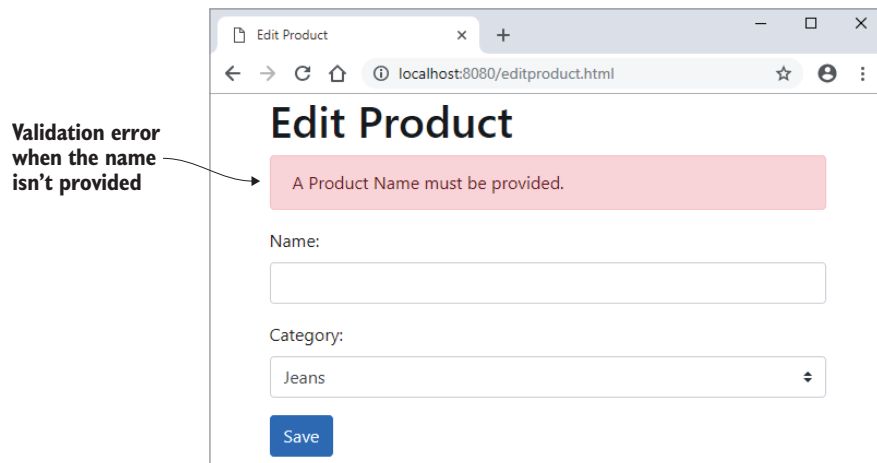 Edit Product
localhost:8080/editproduct.html
Edit Product
Validation error
when the name
isn't provided
A Product Name must be provided.
Name:
Category:
Jeans
Save